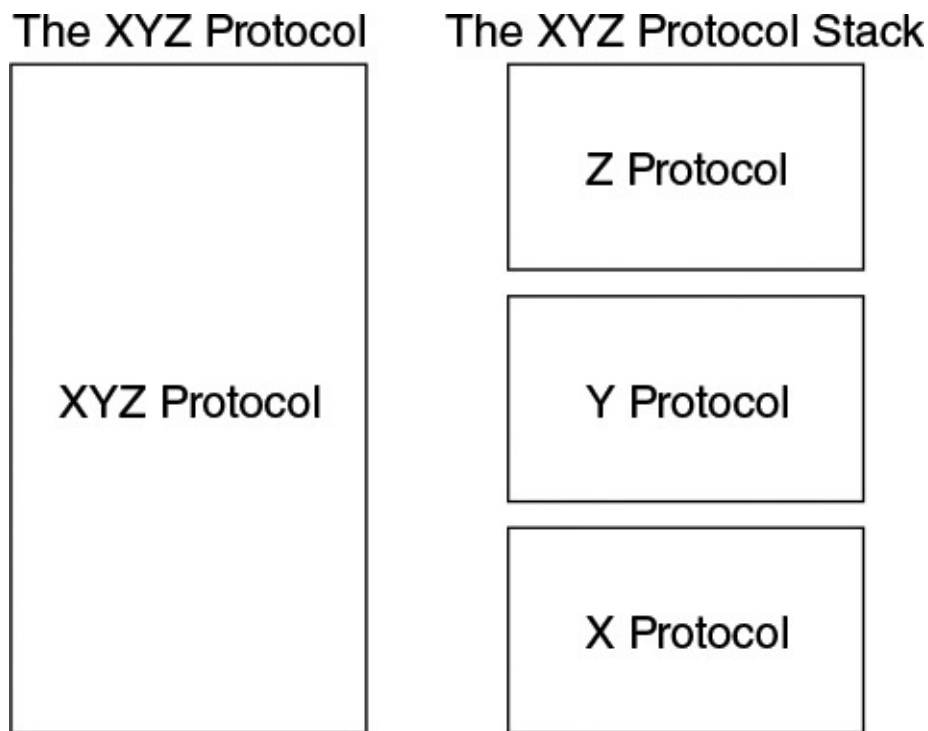 The XYZ Protocol
The XYZ Protocol Stack
XYZ Protocol
Z Protocol
Y Protocol
X Protocol